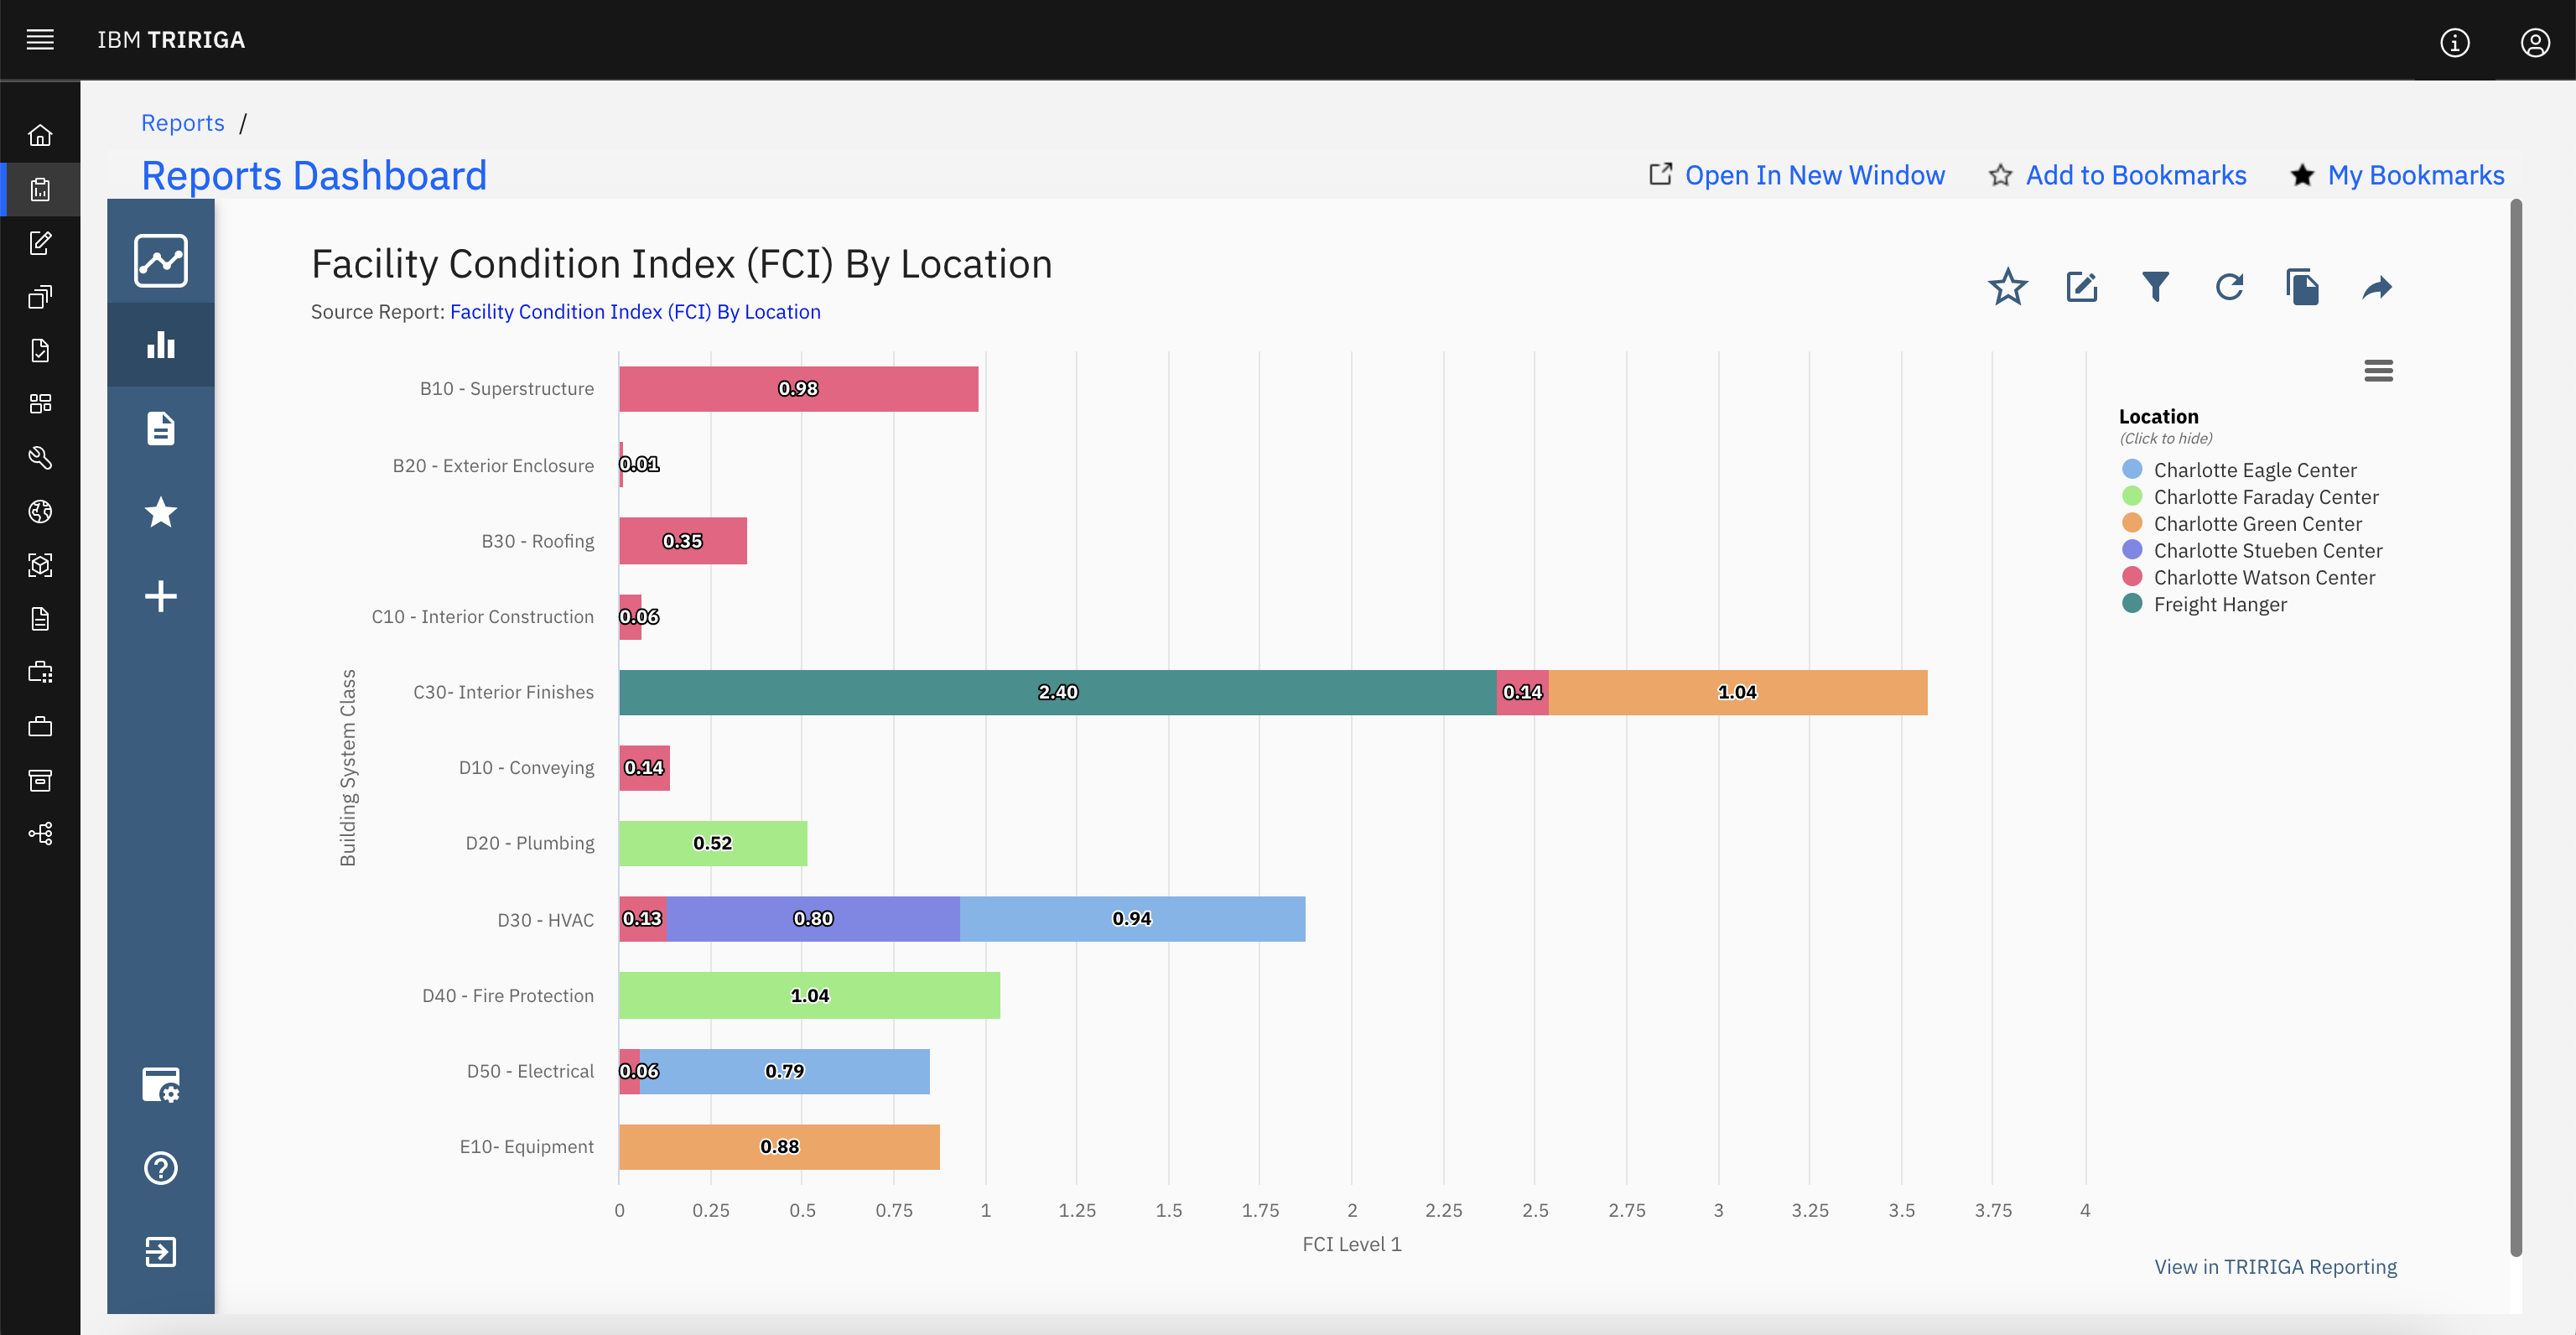 IBM TRIRIGA
Reports /
Reports Dashboard
Open In New Window
Add to Bookmarks
My Bookmarks
Facility Condition Index (FCI) By Location
Source Report: Facility Condition Index (FCI) By Location
Building System Class
B10 - Superstructure 0.98
B20 - Exterior Enclosure 0.01
B30 - Roofing 0.35
C10 - Interior Construction 0.06
C30- Interior Finishes 2.40 0.14 1.04
D10 - Conveying 0.14
D20 - Plumbing 0.52
D30 - HVAC 0.13 0.80 0.94
D40 - Fire Protection 1.04
D50 - Electrical 0.06 0.79
E10- Equipment 0.88
0 0.25 0.5 0.75 1 1.25 1.5 1.75 2 2.25 2.5 2.75 3 3.25 3.5 3.75 4
FCI Level 1
Location
(Click to hide)
Charlotte Eagle Center
Charlotte Faraday Center
Charlotte Green Center
Charlotte Stueben Center
Charlotte Watson Center
Freight Hanger
View in TRIRIGA Reporting